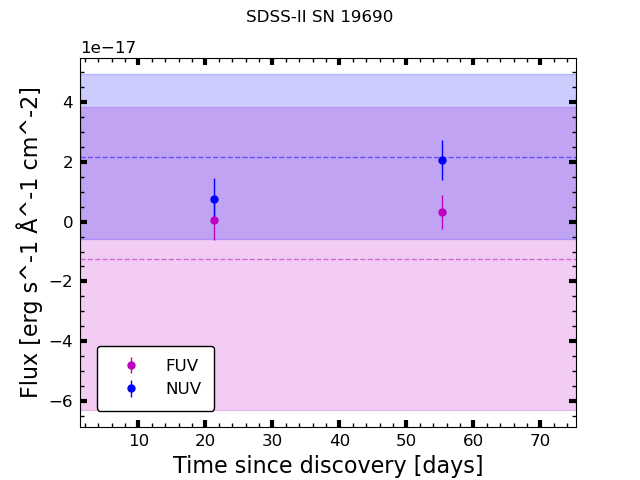 SDSS-II SN 19690
1e−17
4
2
0
−2
−4
−6
Flux [erg s^-1 Å^-1 cm^-2]
FUV
NUV
10 20 30 40 50 60 70
Time since discovery [days]